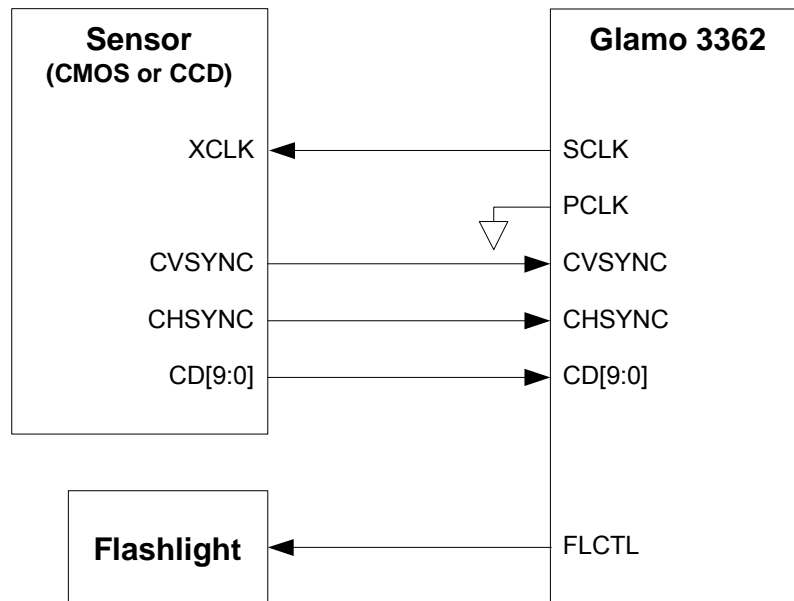 Sensor
(CMOS or CCD)
Glamo 3362
XCLK
SCLK
PCLK
CVSYNC
CVSYNC
CHSYNC
CHSYNC
CD[9:0]
CD[9:0]
Flashlight
FLCTL